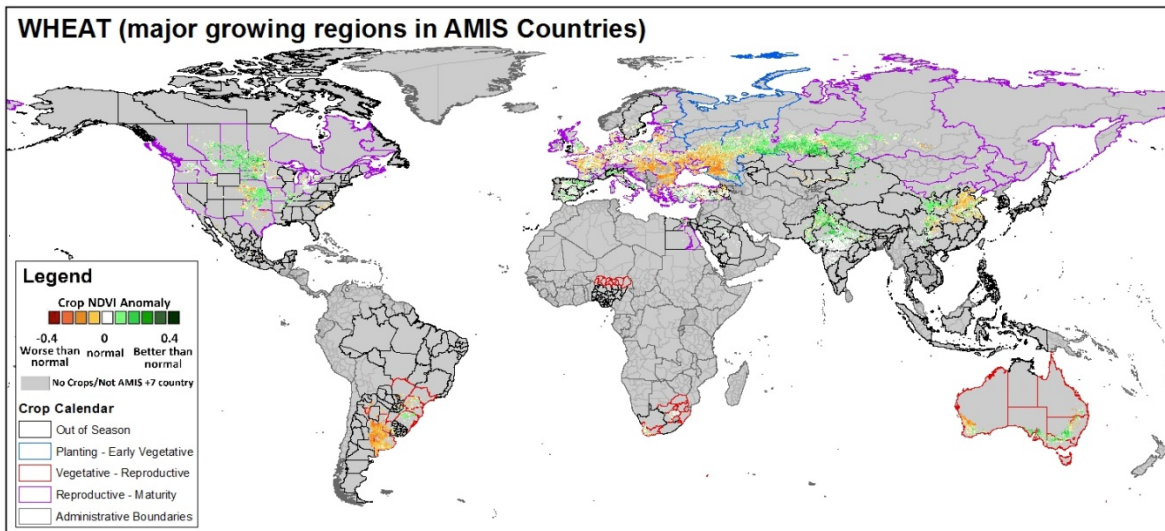 WHEAT (major growing regions in AMIS Countries)
Legend
Crop NDVI Anomaly
-0.4 0 0.4
Worse than normal Better than
normal normal
No Crops/Not AMIS +7 country
Crop Calendar
Out of Season
Planting - Early Vegetative
Vegetative - Reproductive
Reproductive - Maturity
Administrative Boundaries